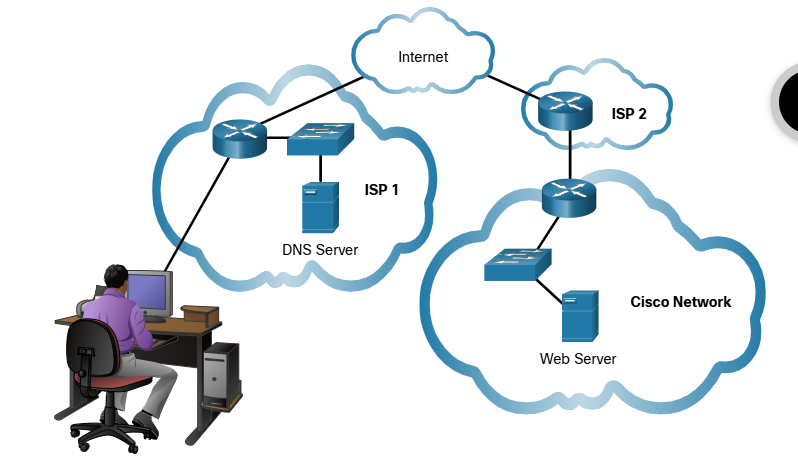 Internet
ISP 2
ISP 1
DNS Server
Cisco Network
Web Server